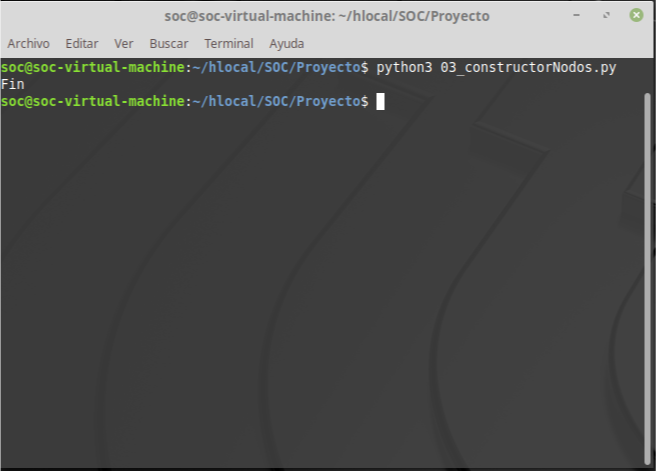 soc@soc-virtual-machine: ~/hlocal/SOC/Proyecto
Archivo Editar Ver Buscar Terminal Ayuda
soc@soc-virtual-machine:~/hlocal/SOC/Proyecto$ python3 03_constructorNodos.py
Fin
soc@soc-virtual-machine:~/hlocal/SOC/Proyecto$